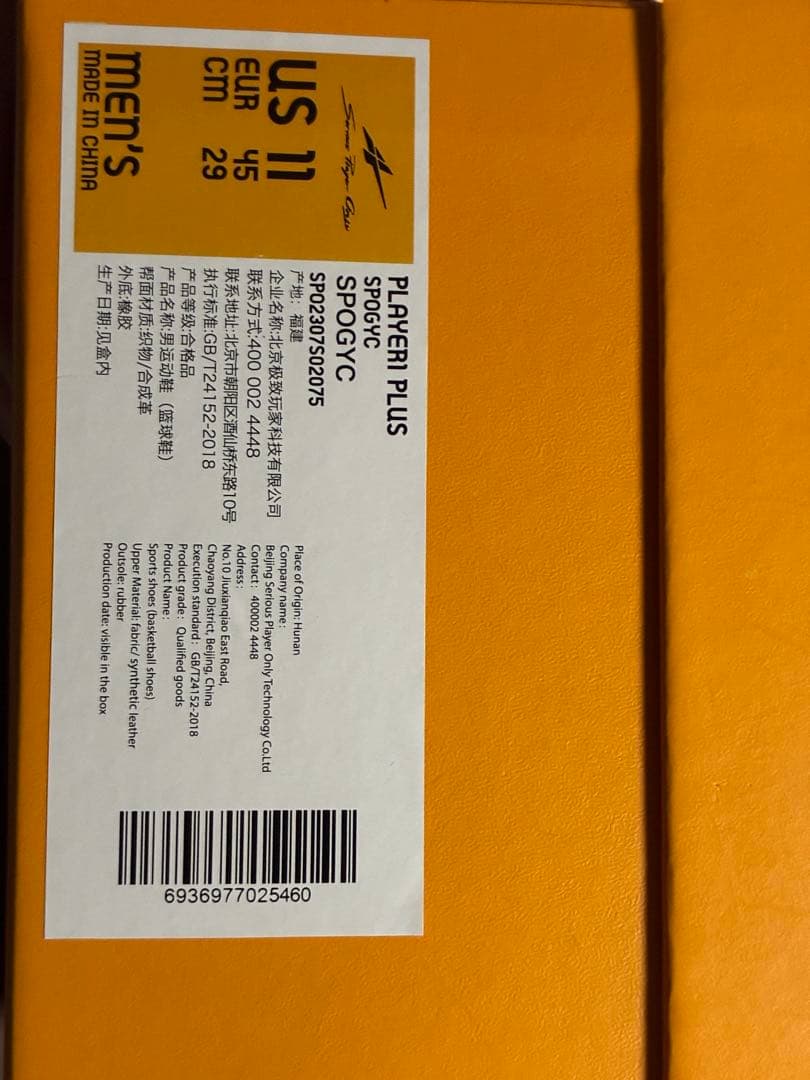 Serious Player Only
US 11
EUR 45
CM 29
MEN'S
MADE IN CHINA
PLAYER1 PLUS
SPOGYC
SPOGYC
SP02307S02075
产地：福建
企业名称:北京极致玩家科技有限公司
联系方式:400 002 4448
联系地址:北京市朝阳区酒仙桥东路10号
执行标准:GB/T24152-2018
产品等级:合格品
产品名称:男运动鞋（篮球鞋）
帮面材质:织物/合成革
外底:橡胶
生产日期:见盒内
Place of Origin: Hunan
Company name：
Beijing Serious Player Only Technology Co,Ltd
Contact： 400002 4448
Address：
No.10 Jiuxianqiao East Road,
Chaoyang District, Beijing, China
Execution standard： GB/T24152-2018
Product grade： Qualified goods
Product Name：
Sports shoes (basketball shoes)
Upper Material: fabric/ synthetic leather
Outsole: rubber
Production date: visible in the box
6936977025460